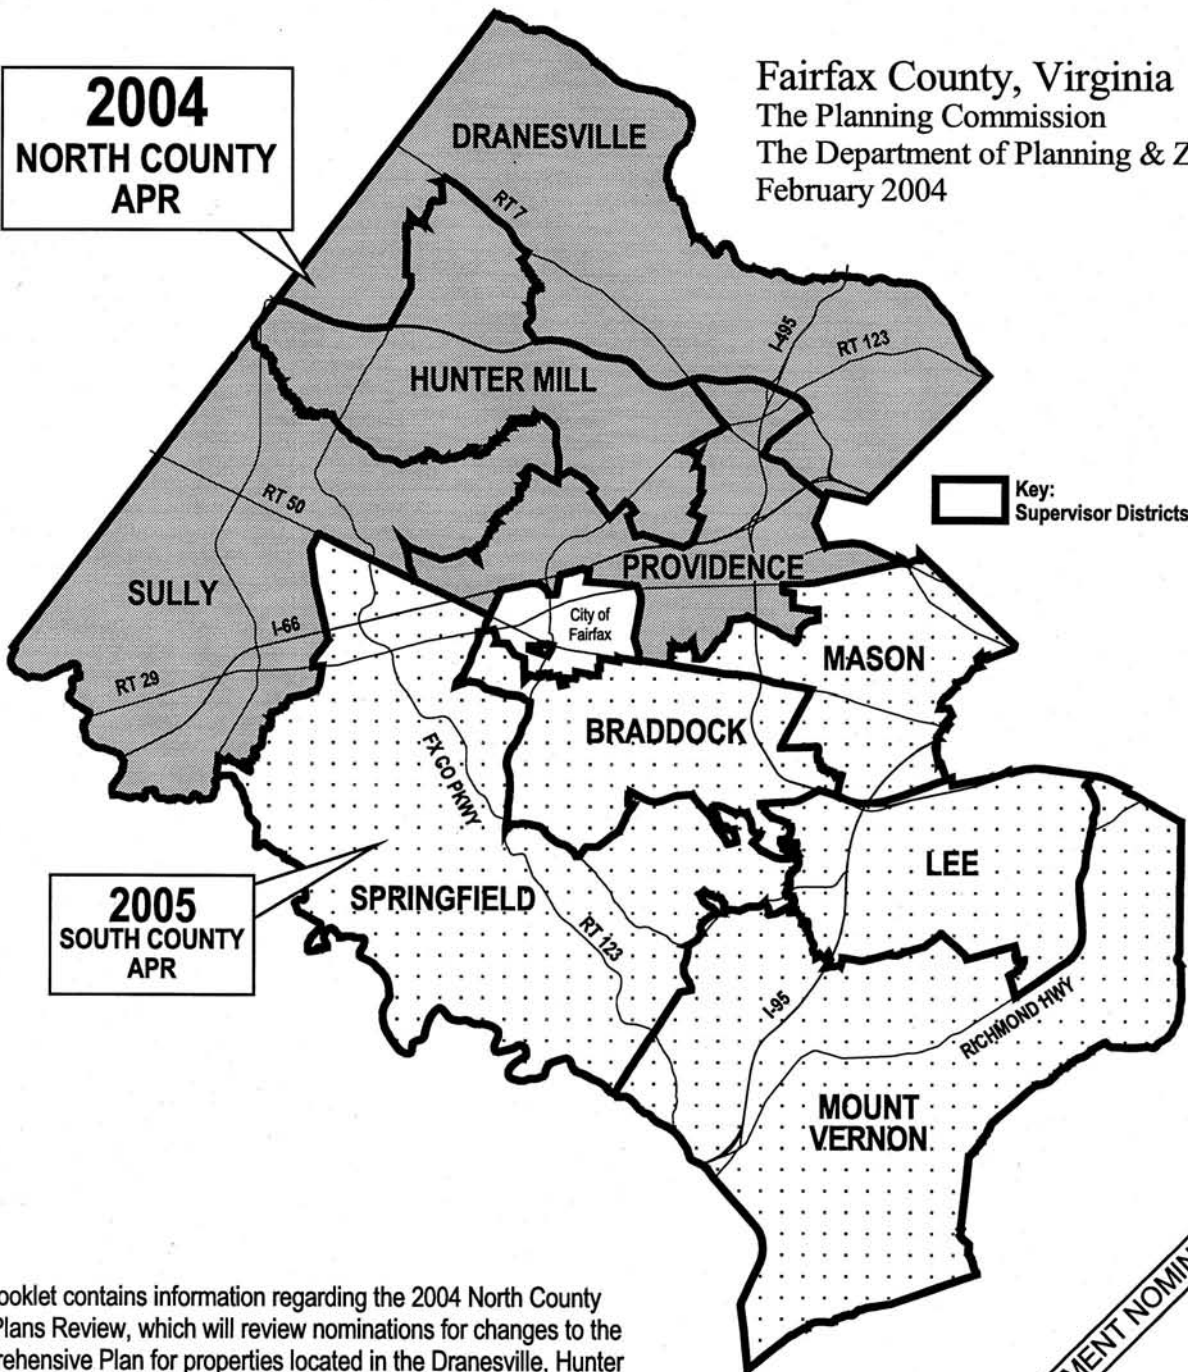 2004
NORTH COUNTY
APR
Fairfax County, Virginia
The Planning Commission
The Department of Planning & Z
February 2004
DRANESVILLE
RT 7
I-495
RT 123
HUNTER MILL
Key:
Supervisor Districts
RT 50
PROVIDENCE
SULLY
I-66
City of
Fairfax
RT 29
MASON
BRADDOCK
FX CO PKWY
LEE
2005
SOUTH COUNTY
APR
SPRINGFIELD
RT 123
I-95
RICHMOND HWY
MOUNT
VERNON
ooklet contains information regarding the 2004 North County
Plans Review, which will review nominations for changes to the
rehensive Plan for properties located in the Dranesville, Hunter
MENT NOMIN